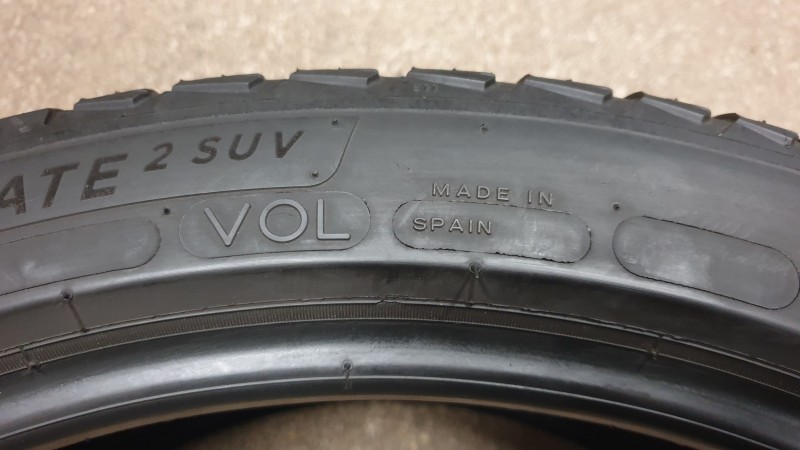 ATE 2 SUV
VOL
MADE IN
SPAIN